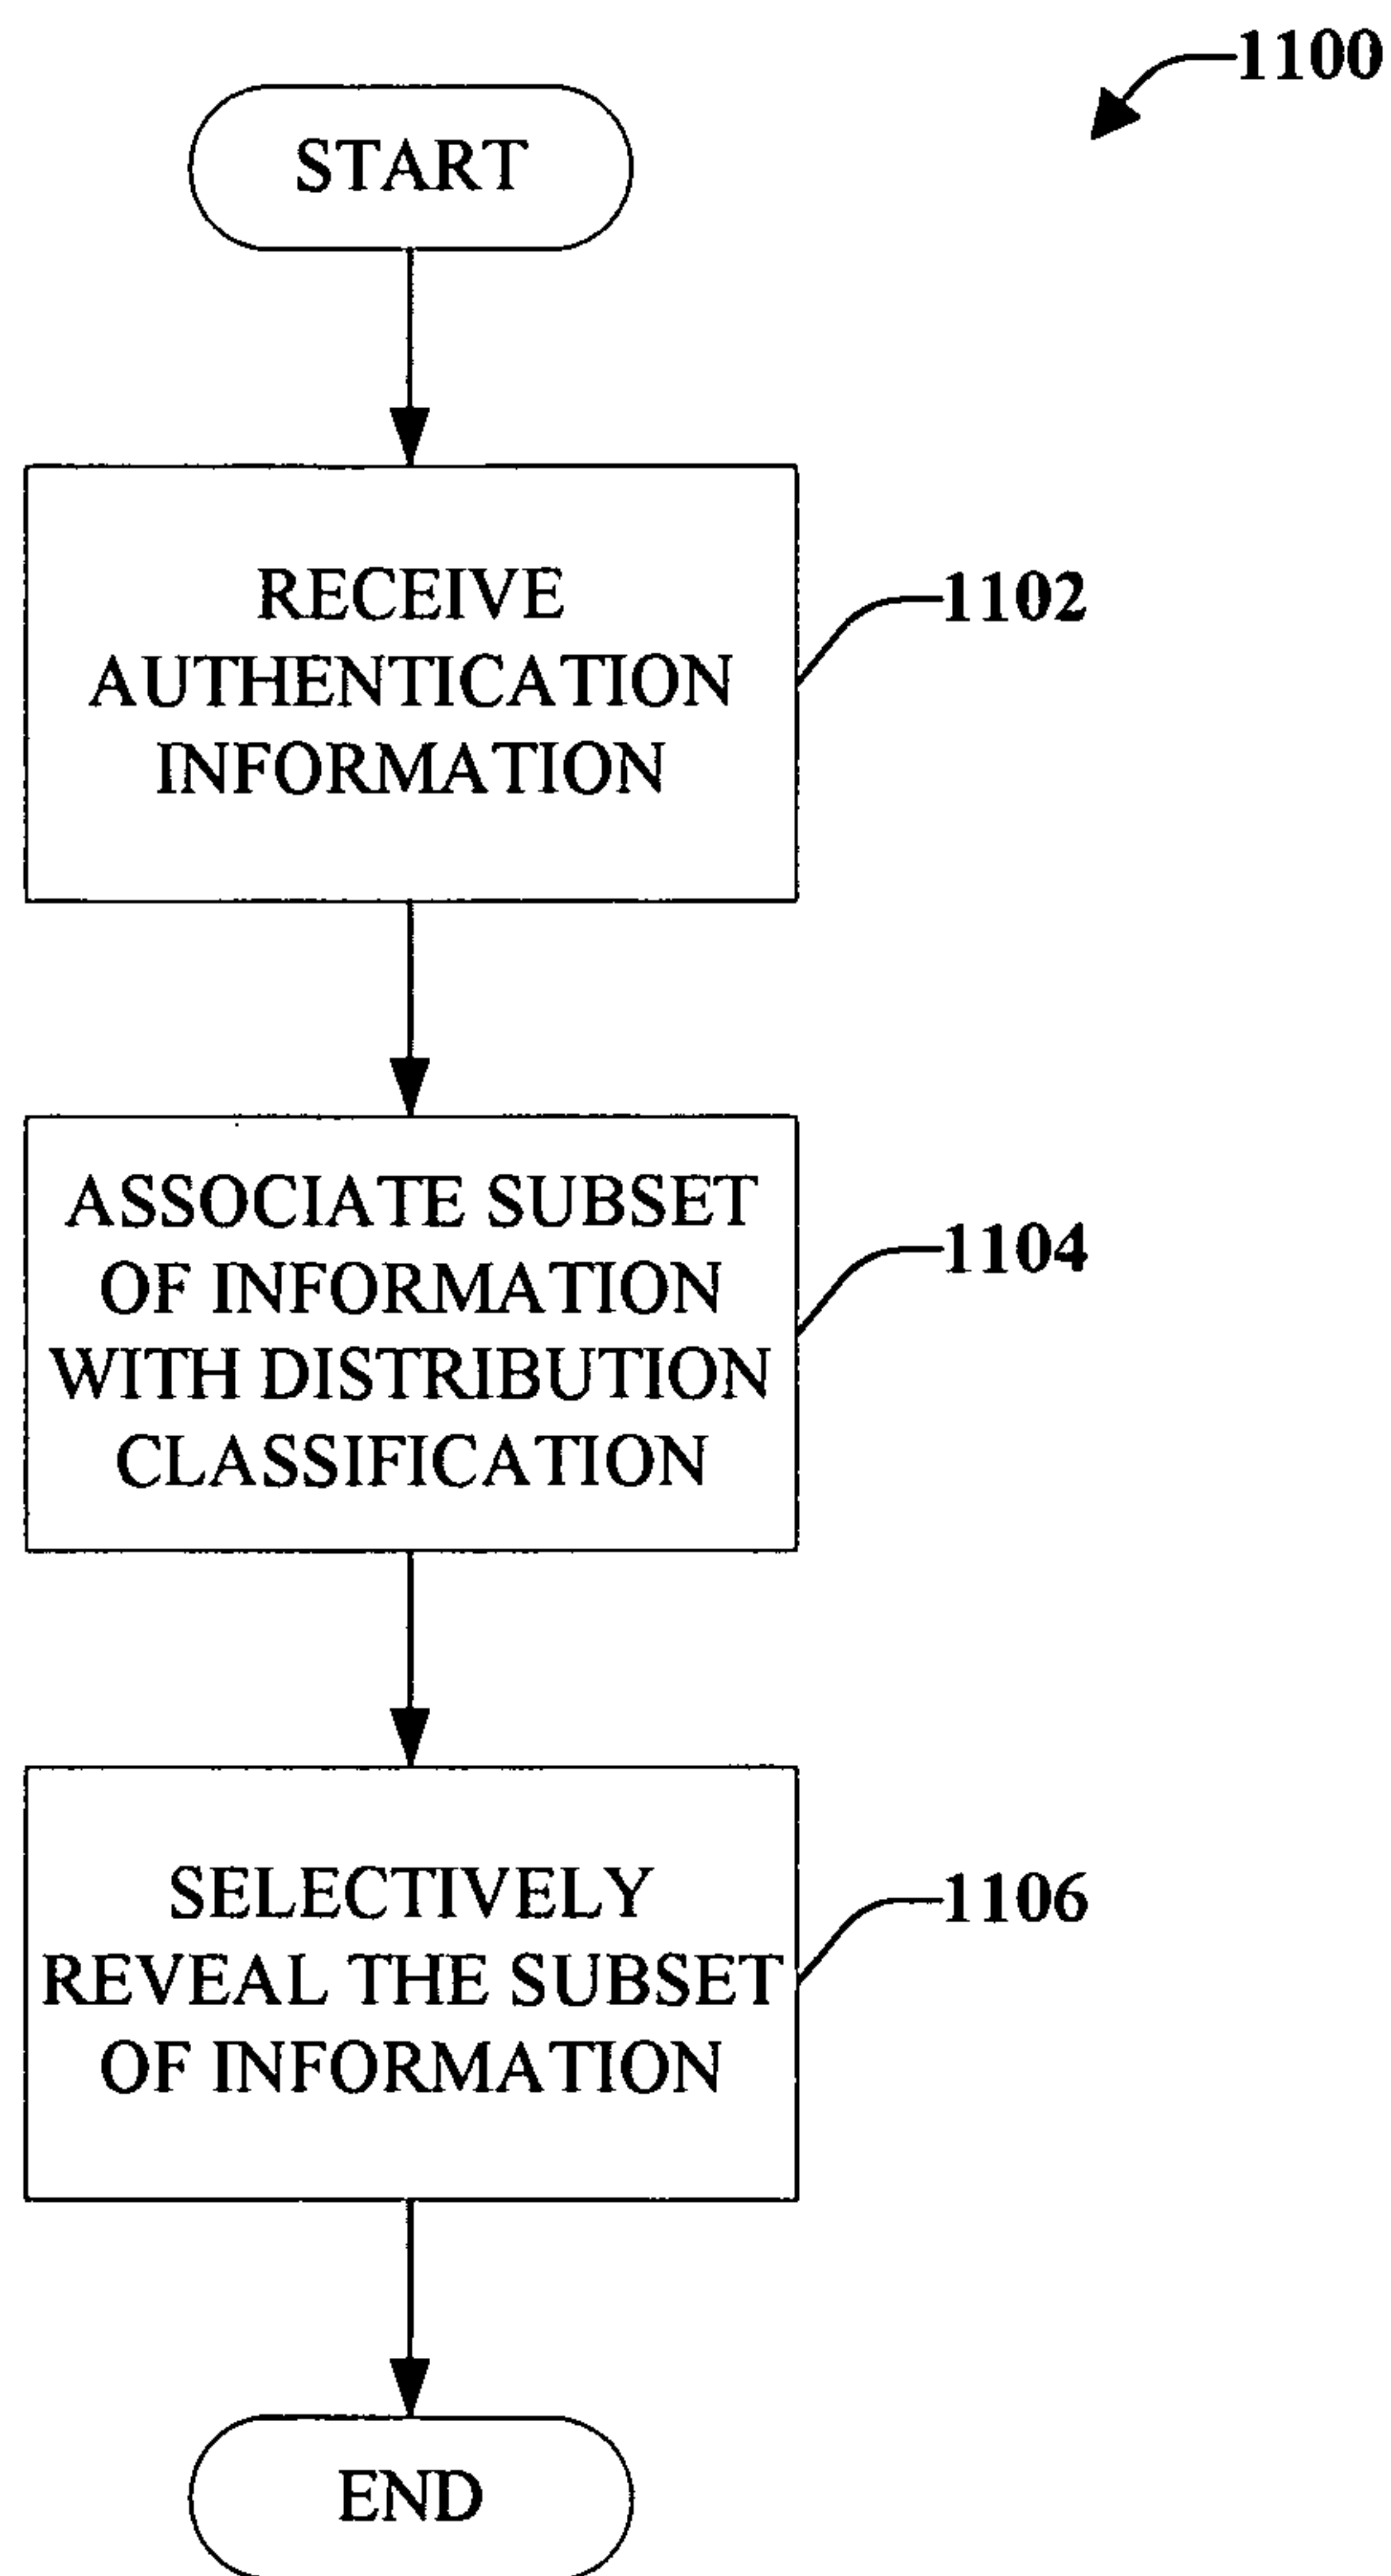 1100
START
RECEIVE
AUTHENTICATION
INFORMATION
1102
ASSOCIATE SUBSET
OF INFORMATION
WITH DISTRIBUTION
CLASSIFICATION
1104
SELECTIVELY
REVEAL THE SUBSET
OF INFORMATION
1106
END